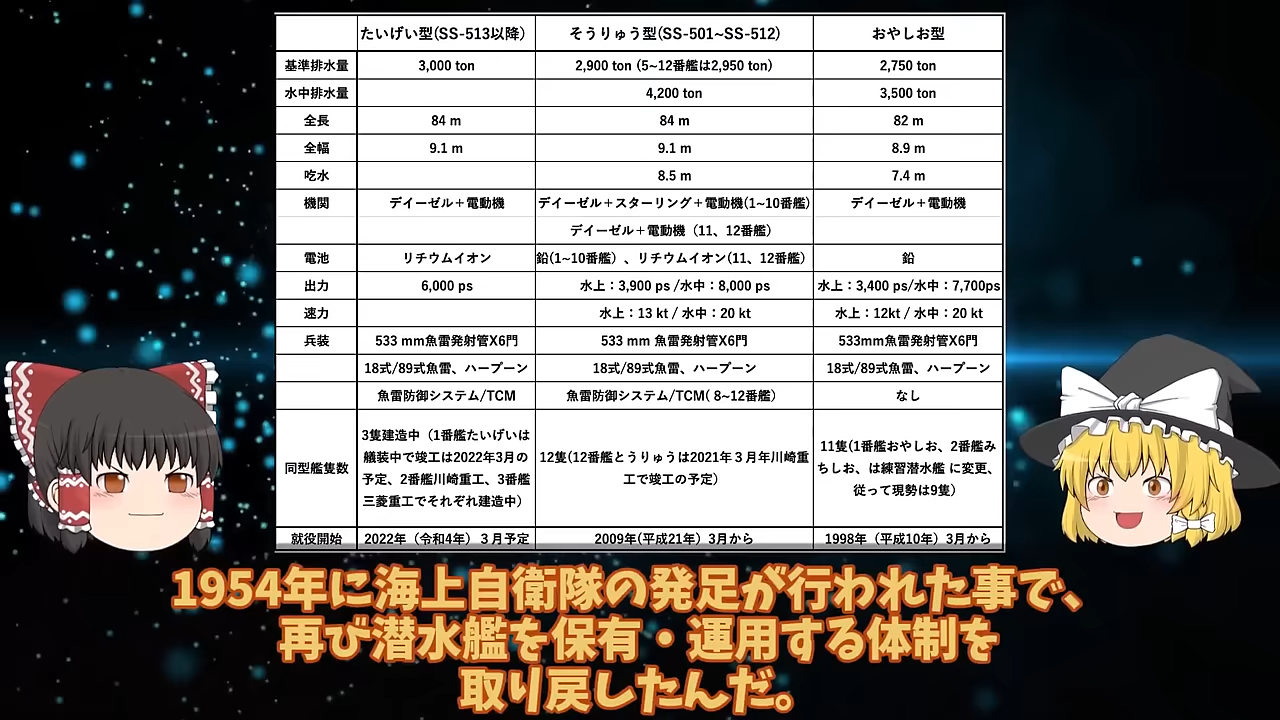 たいげい型(SS-513以降) そうりゅう型(SS-501~SS-512) おやしお型
基準排水量 3,000 ton 2,900 ton (5~12番艦は2,950 ton) 2,750 ton
水中排水量 4,200 ton 3,500 ton
全長 84 m 84 m 82 m
全幅 9.1 m 9.1 m 8.9 m
吃水 8.5 m 7.4 m
機関 デイーゼル＋電動機 デイーゼル＋スターリング＋電動機(1~10番艦) デイーゼル＋電動機
デイーゼル＋電動機（11、12番艦）
電池 リチウムイオン 鉛(1~10番艦）、リチウムイオン(11、12番艦） 鉛
出力 6,000 ps 水上：3,900 ps /水中：8,000 ps 水上：3,400 ps/水中：7,700ps
速力 水上：13 kt / 水中：20 kt 水上：12kt / 水中：20 kt
兵装 533 mm魚雷発射管X6門 533 mm 魚雷発射管X6門 533mm魚雷発射管X6門
18式/89式魚雷、ハープーン 18式/89式魚雷、ハープーン 18式/89式魚雷、ハープーン
魚雷防御システム/TCM 魚雷防御システム/TCM( 8~12番艦） なし
同型艦隻数
3隻建造中（1番艦たいげいは
艤装中で竣工は2022年3月の
予定、2番艦川崎重工、3番艦
三菱重工でそれぞれ建造中）
12隻(12番艦とうりゅうは2021年３月年川崎重
工で竣工の予定）
11隻(1番艦おやしお、2番艦み
ちしお、は練習潜水艦 に変更、
従って現勢は9隻）
就役開始 2022年（令和4年）３月予定 2009年(平成21年）3月から 1998年（平成10年）3月から
1954年に海上自衛隊の発足が行われた事で、
再び潜水艦を保有・運用する体制を
取り戻したんだ。